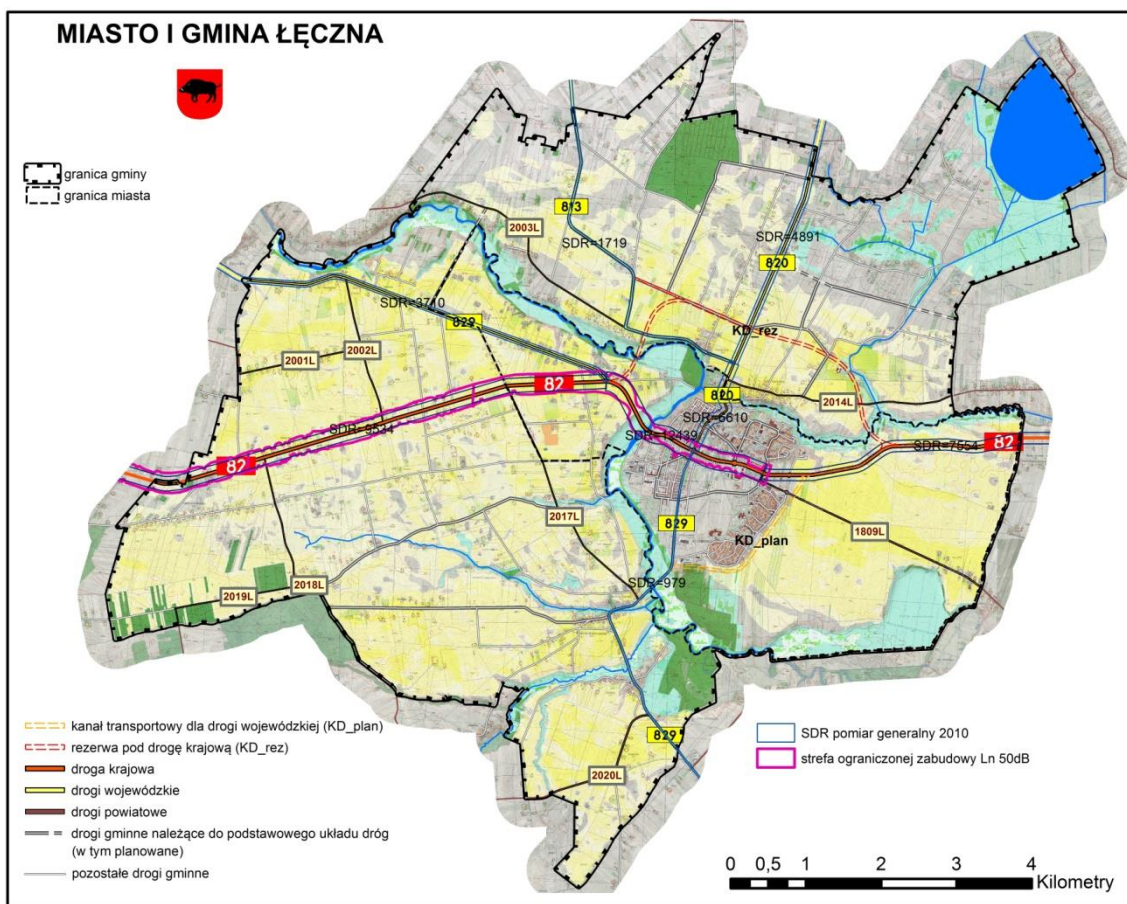 MIASTO I GMINA ŁĘCZNA
granica gminy
granica miasta
813
2003L
SDR=1719
SDR=4891
820
SDR=3710
829
KD_rez
2001L
2002L
82
820
2014L
SDR=6610
SDR=9534
SDR=12439
SDR=7554
82
82
2017L
829
1809L
KD_plan
SDR=979
2018L
2019L
829
2020L
kanał transportowy dla drogi wojewódzkiej (KD_plan)
rezerwa pod drogę krajową (KD_rez)
droga krajowa
drogi wojewódzkie
drogi powiatowe
drogi gminne należące do podstawowego układu dróg
(w tym planowane)
pozostałe drogi gminne
SDR pomiar generalny 2010
strefa ograniczonej zabudowy Ln 50dB
0 0,5 1 2 3 4
Kilometry